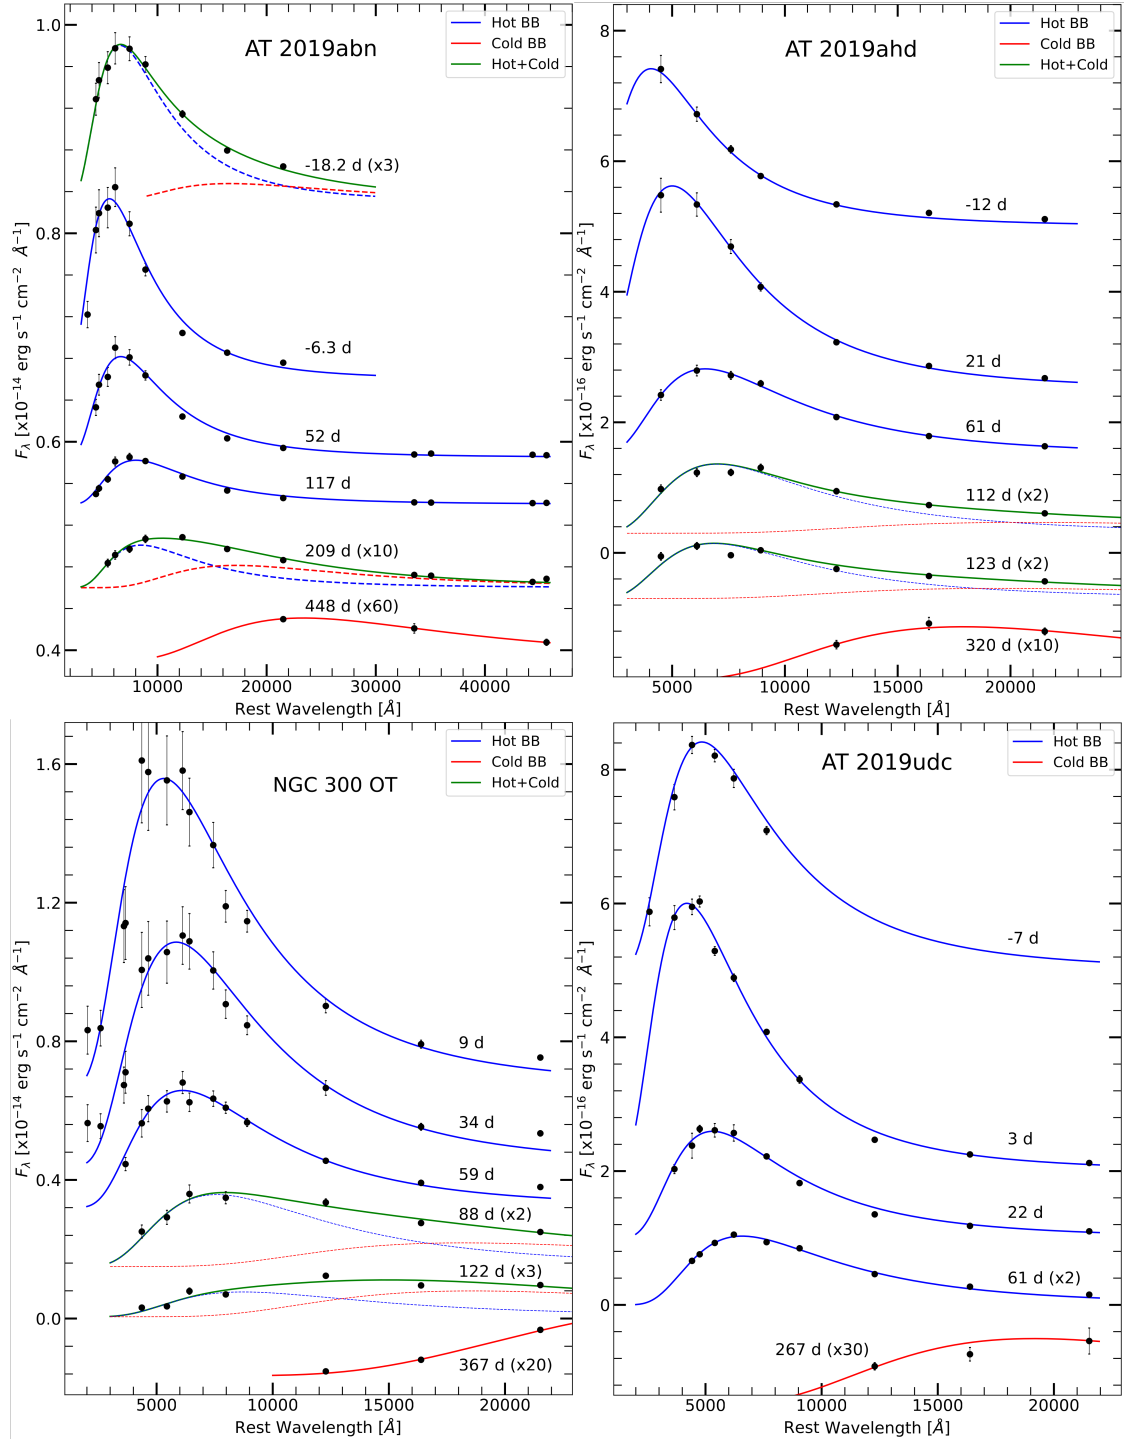 AT 2019abn
Hot BB
Cold BB
Hot+Cold
1.0
0.8
0.6
0.4
-18.2 d (x3)
-6.3 d
52 d
117 d
209 d (x10)
448 d (x60)
10000 20000 30000 40000
Rest Wavelength [Å]
Fλ [x10⁻¹⁴ erg s⁻¹ cm⁻² Å⁻¹]
AT 2019ahd
Hot BB
Cold BB
Hot+Cold
8
6
4
2
0
-12 d
21 d
61 d
112 d (x2)
123 d (x2)
320 d (x10)
5000 10000 15000 20000
Rest Wavelength [Å]
Fλ [x10⁻¹⁶ erg s⁻¹ cm⁻² Å⁻¹]
NGC 300 OT
Hot BB
Cold BB
Hot+Cold
1.6
1.2
0.8
0.4
0.0
9 d
34 d
59 d
88 d (x2)
122 d (x3)
367 d (x20)
5000 10000 15000 20000
Rest Wavelength [Å]
Fλ [x10⁻¹⁴ erg s⁻¹ cm⁻² Å⁻¹]
AT 2019udc
Hot BB
Cold BB
8
6
4
2
0
-7 d
3 d
22 d
61 d (x2)
267 d (x30)
5000 10000 15000 20000
Rest Wavelength [Å]
Fλ [x10⁻¹⁶ erg s⁻¹ cm⁻² Å⁻¹]